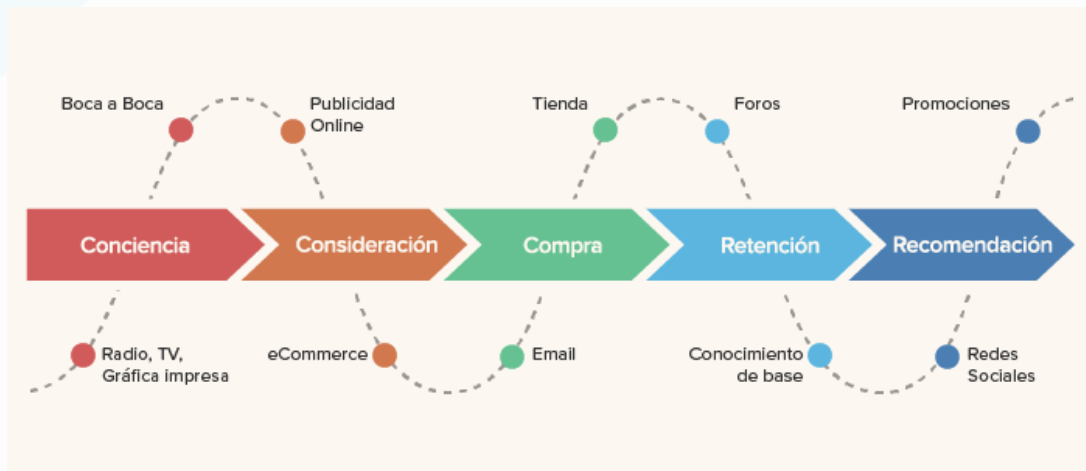 Boca a Boca
Publicidad
Online
Tienda
Foros
Promociones
Conciencia
Consideración
Compra
Retención
Recomendación
Radio, TV,
Gráfica impresa
eCommerce
Email
Conocimiento
de base
Redes
Sociales